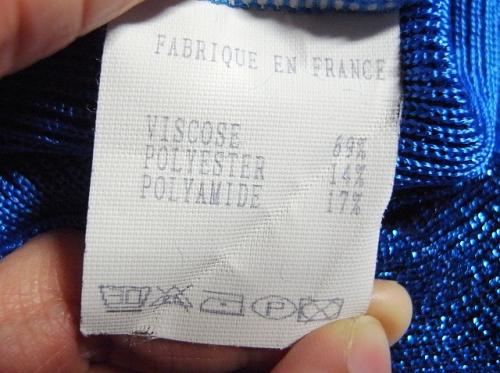 FABRIQUE EN FRANCE
VISCOSE 69%
POLYESTER 14%
POLYAMIDE 17%
P